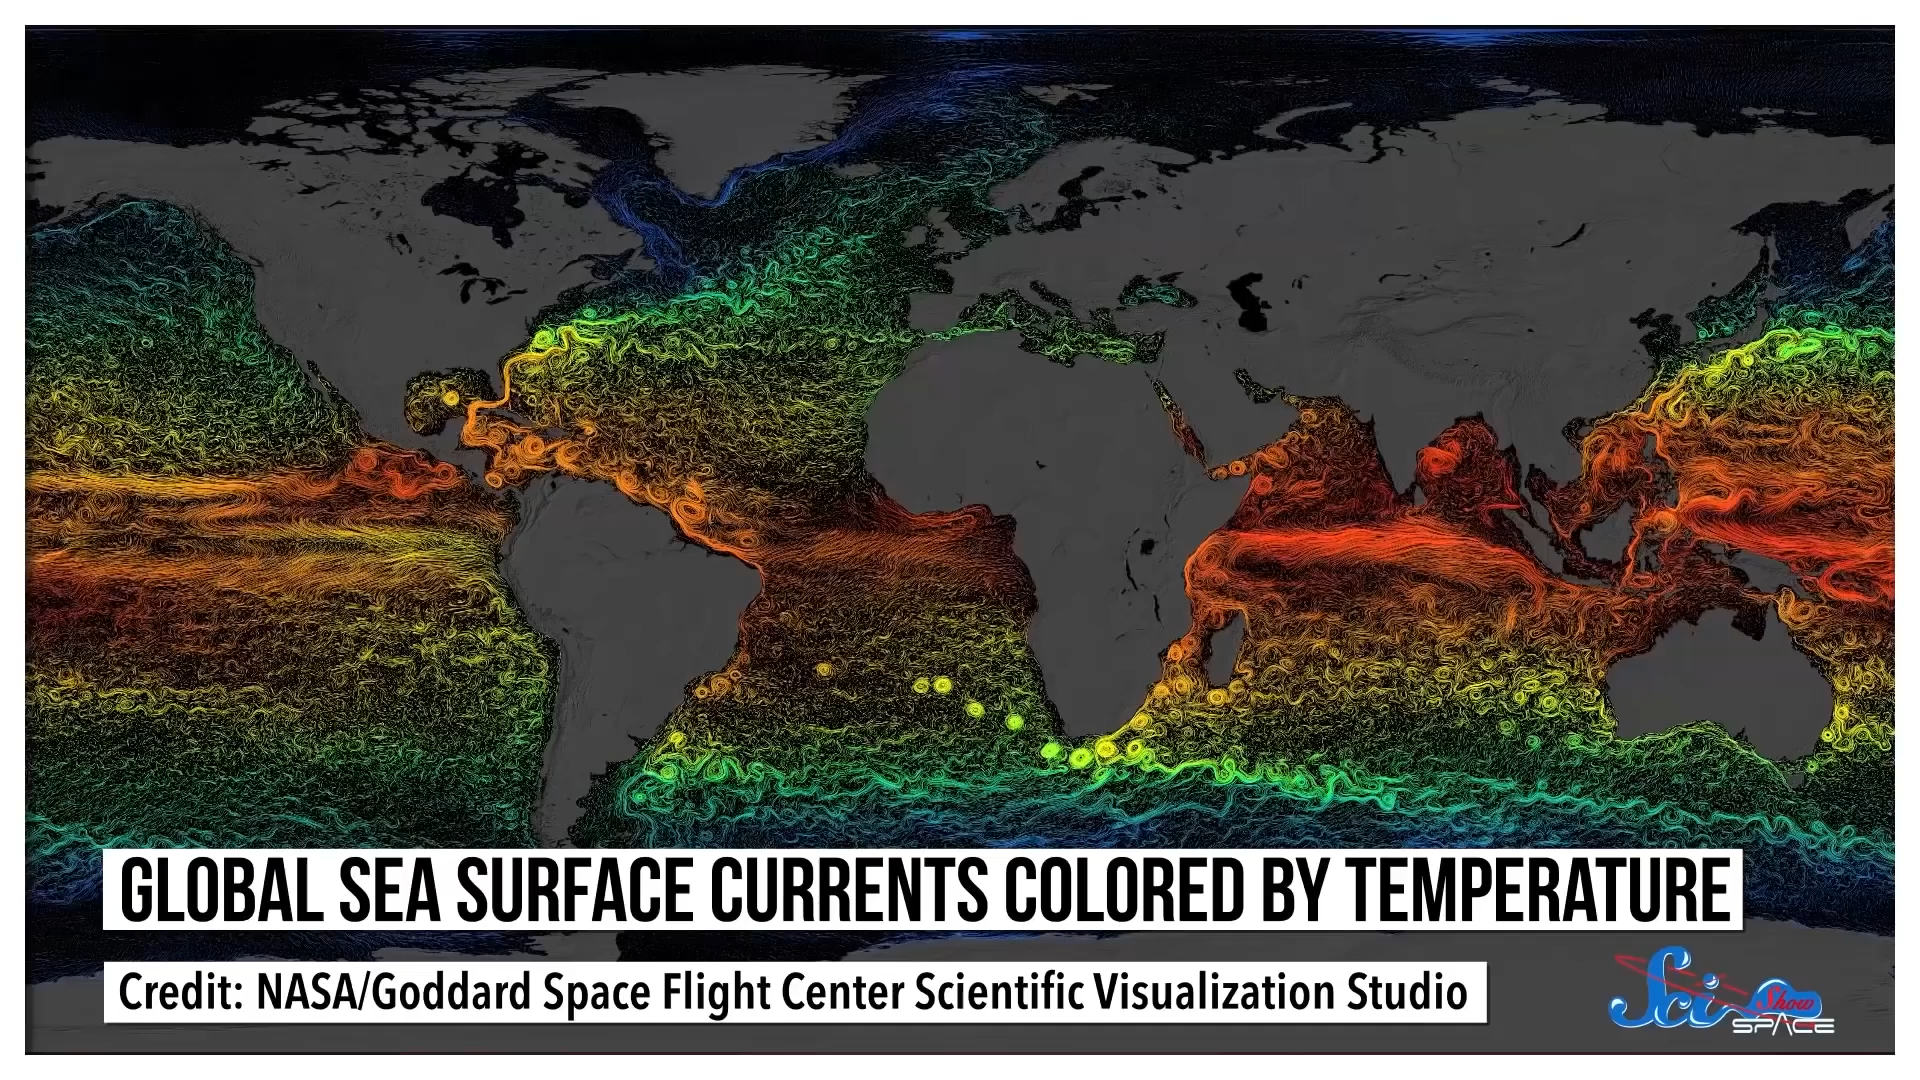 GLOBAL SEA SURFACE CURRENTS COLORED BY TEMPERATURE
Credit: NASA/Goddard Space Flight Center Scientific Visualization Studio
Sci Show
SPACE